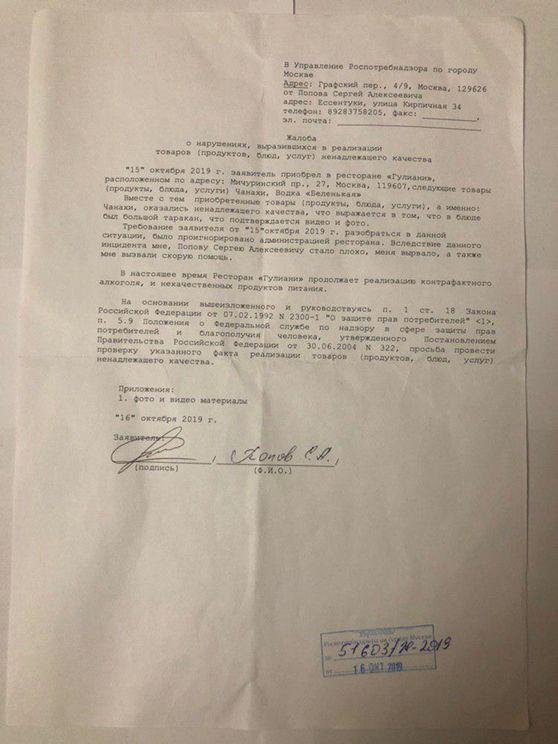 В Управление Роспотребнадзора по городу
Москве
Адрес: Графский пер., 4/9, Москва, 129626
от Попова Сергей Алексеевича
адрес: Ессентуки, улица Кирпичная 34
телефон: 89283758205, факс: __________,
эл. почта: ____________________
Жалоба
о нарушениях, выразившихся в реализации
товаров (продуктов, блюд, услуг) ненадлежащего качества
"15" октября 2019 г. заявитель приобрел в ресторане «Гулиани»,
расположенном по адресу: Мичуринский пр., 27, Москва, 119607,следующие товары
(продукты, блюда, услуги) Чанахи, Водка «Беленькая»
Вместе с тем приобретенные товары (продукты, блюда, услуги), а именно:
Чанахи, оказались ненадлежащего качества, что выражается в том, что в блюде
был большой таракан, что подтверждается видео и фото.
Требование заявителя от "15"октября 2019 г. разобраться в данной
ситуации, было проигнорировано администрацией ресторана. Вследствие данного
инцидента мне, Попову Сергею Алексеевичу стало плохо, меня вырвало, а также
мне вызвали скорую помощь.
В настоящее время Ресторан «Гулиани» продолжает реализацию контрафактного
алкоголя, и некачественных продуктов питания.
На основании вышеизложенного и руководствуясь п. 1 ст. 18 Закона
Российской Федерации от 07.02.1992 N 2300-1 "О защите прав потребителей" <1>,
п. 5.9 Положения о Федеральной службе по надзору в сфере защиты прав
потребителей и благополучия человека, утвержденного Постановлением
Правительства Российской Федерации от 30.06.2004 N 322, просьба провести
проверку указанного факта реализации товаров (продуктов, блюд, услуг)
ненадлежащего качества.
Приложения:
1. фото и видео материалы
"16" октября 2019 г.
Заявитель:
, Попов С.А.,
(подпись) (Ф.И.О.)
Управление
Роспотребнадзора по городу Москве
№ 51603/ -2019
от 16 ОКТ 2019